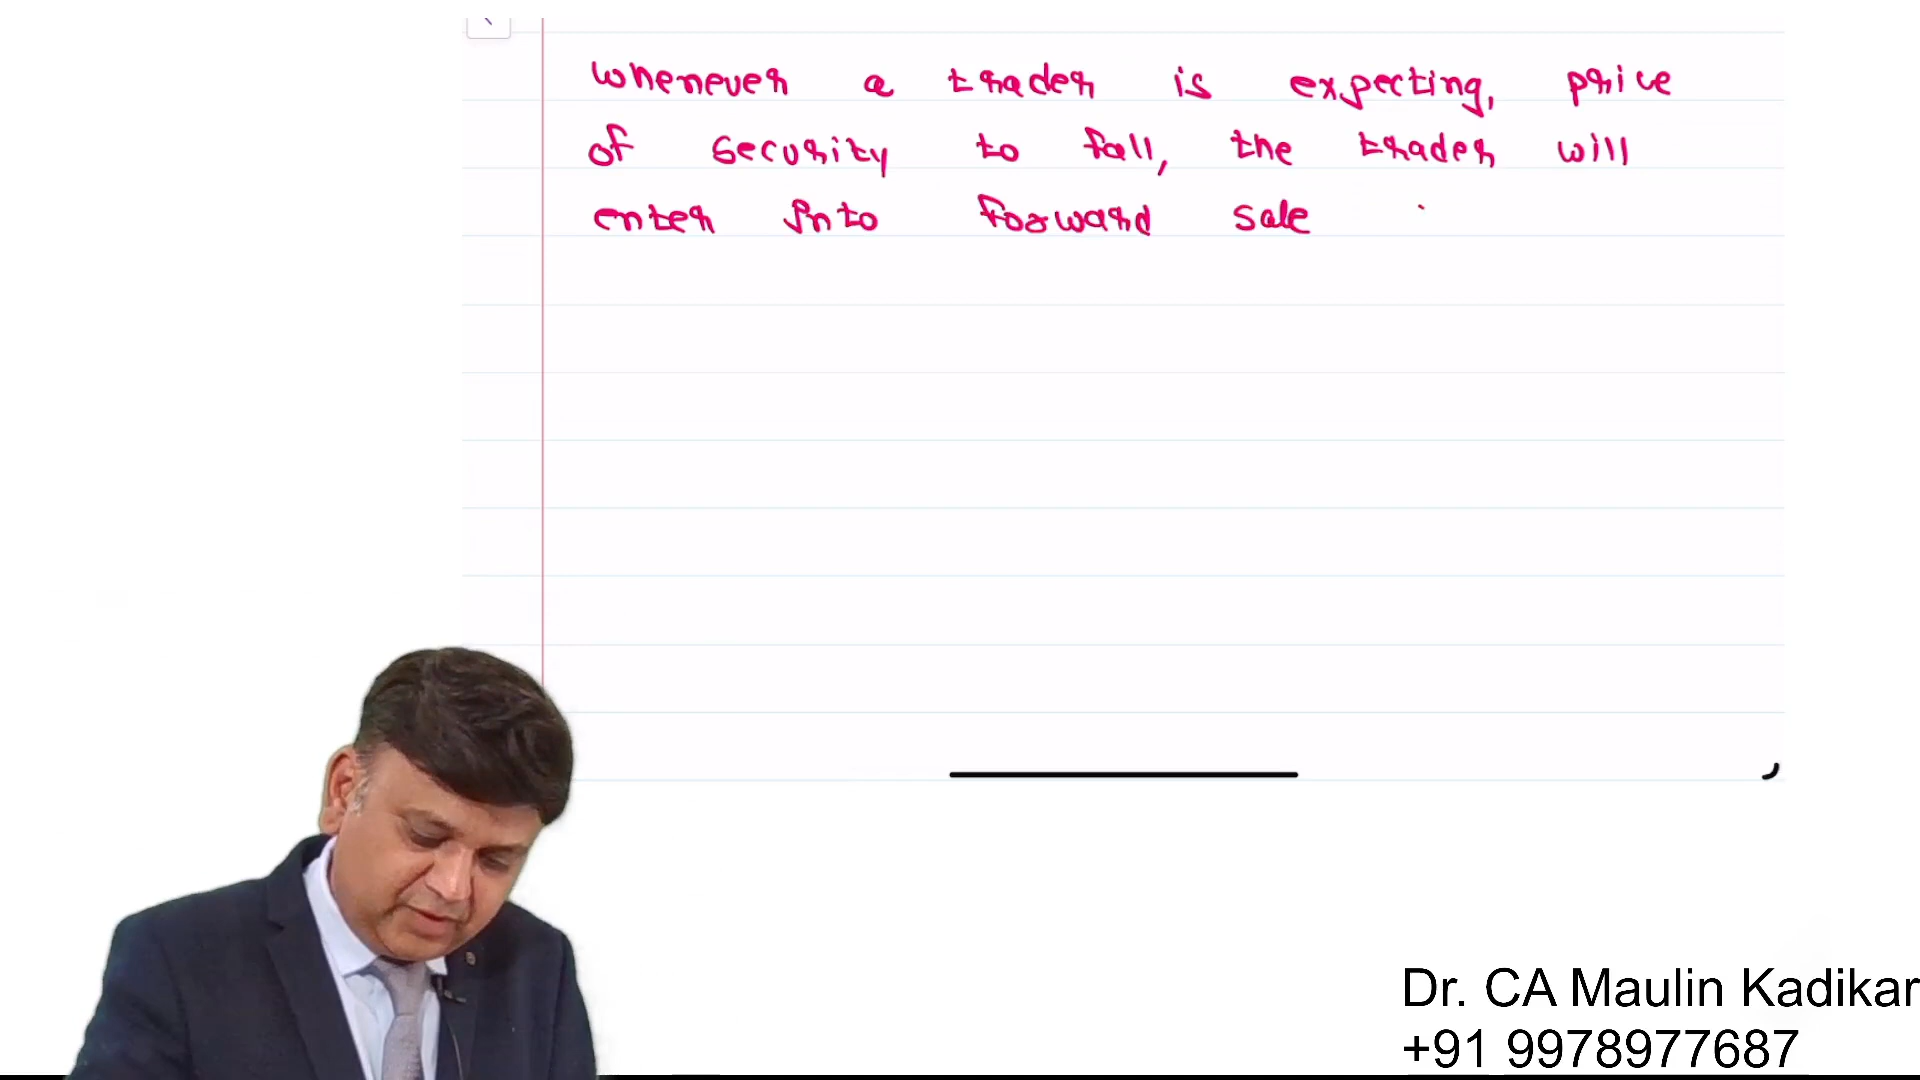 whenever a trader is expecting, price
of security to fall, the trader will
enter into forward sale
Dr. CA Maulin Kadikar
+91 9978977687